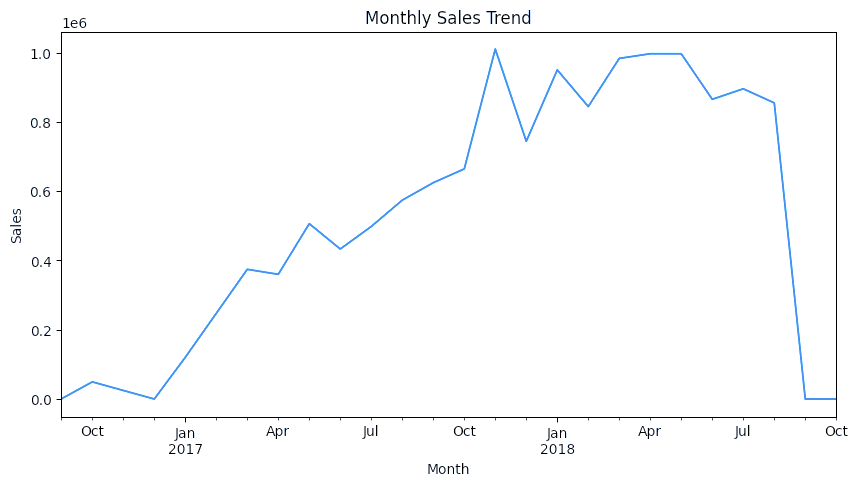 Monthly Sales Trend
1e6
1.0
0.8
0.6
0.4
0.2
0.0
Sales
Oct Jan Apr Jul Oct Jan Apr Jul Oct
2017 2018
Month